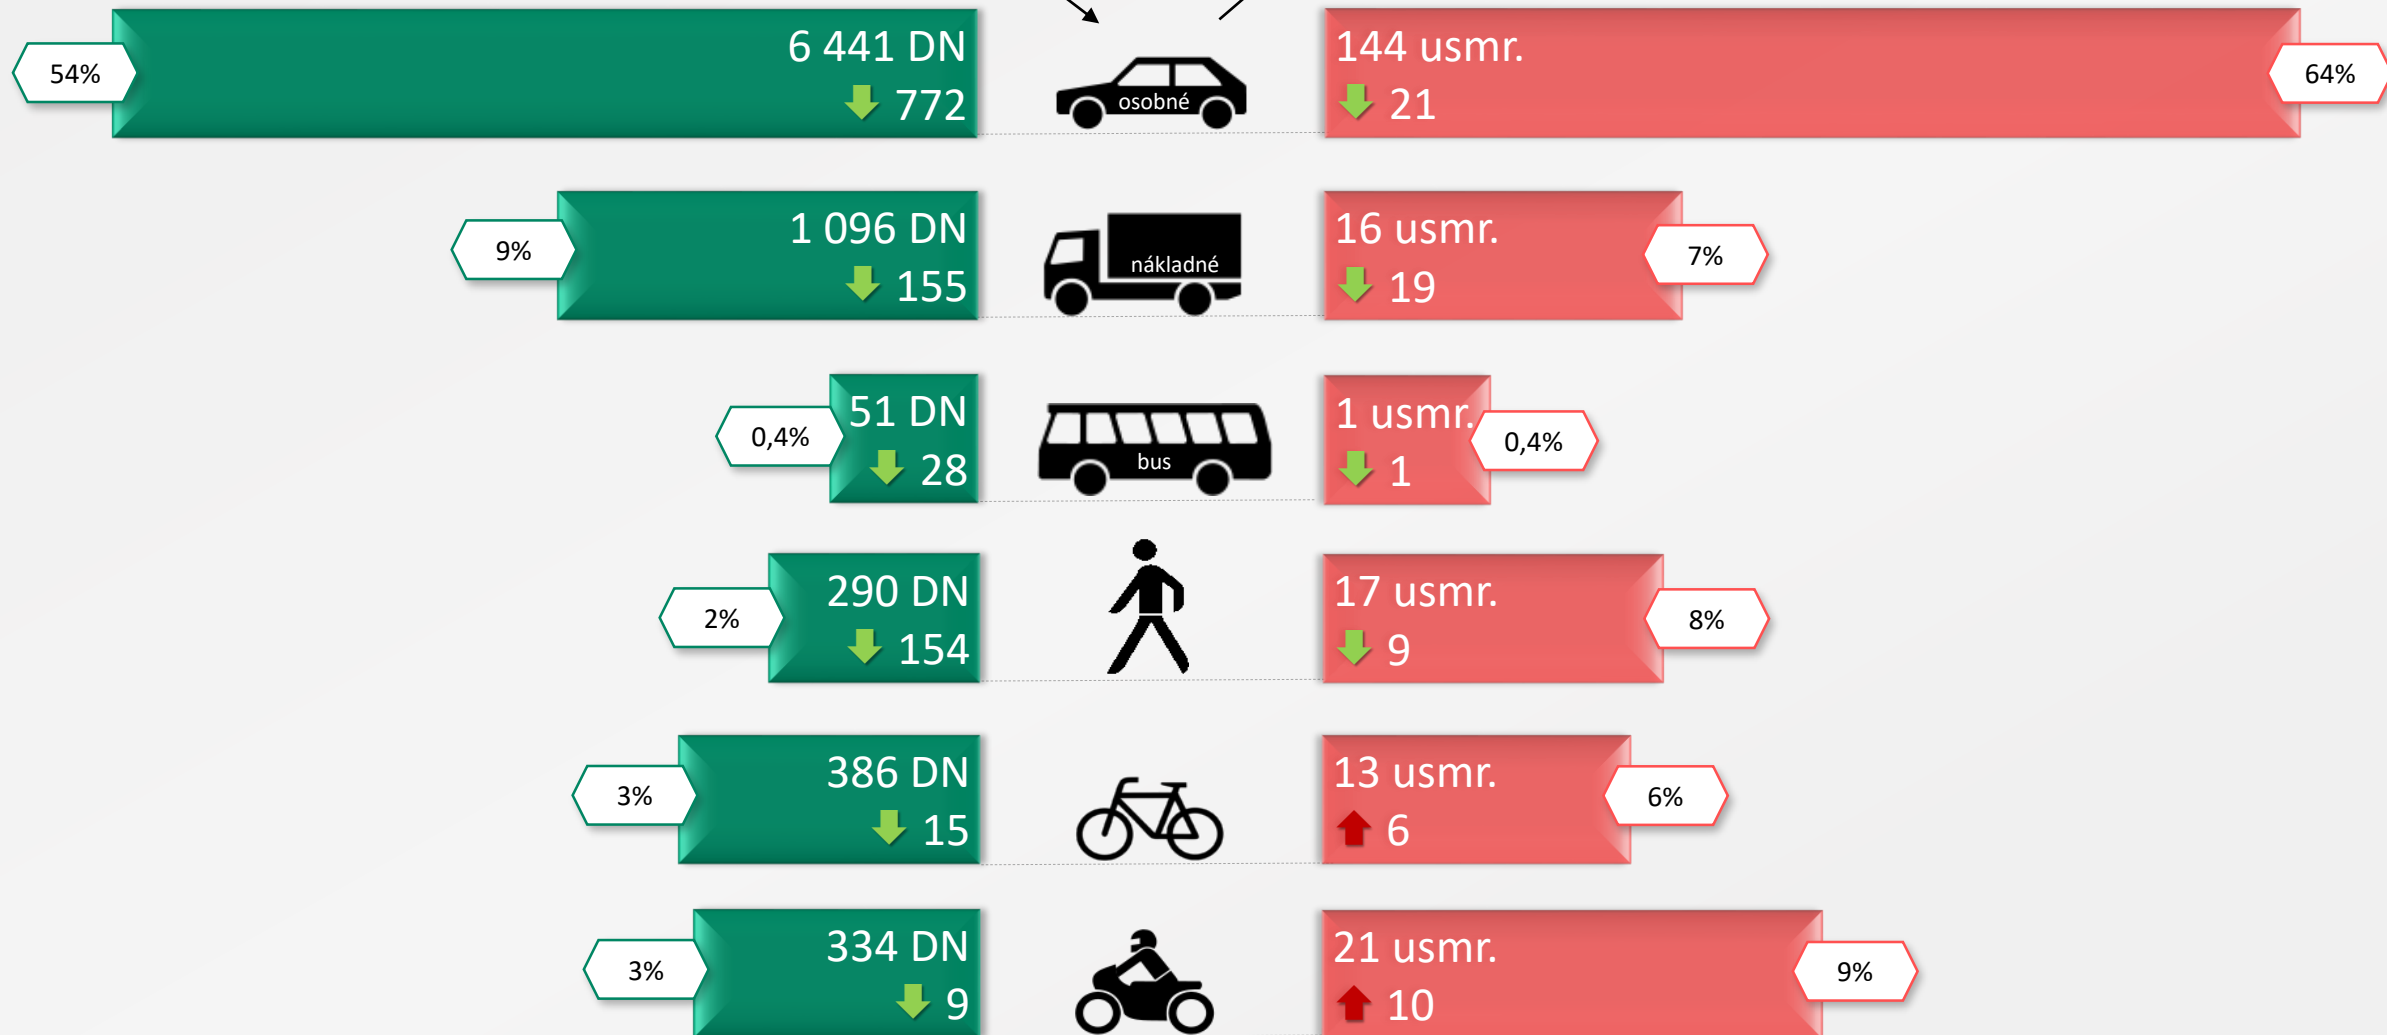 54%
6 441 DN
772
osobné
144 usmr.
21
64%
9%
1 096 DN
155
nákladné
16 usmr.
19
7%
0,4%
51 DN
28
bus
1 usmr.
1
0,4%
2%
290 DN
154
17 usmr.
9
8%
3%
386 DN
15
13 usmr.
6
6%
3%
334 DN
9
21 usmr.
10
9%